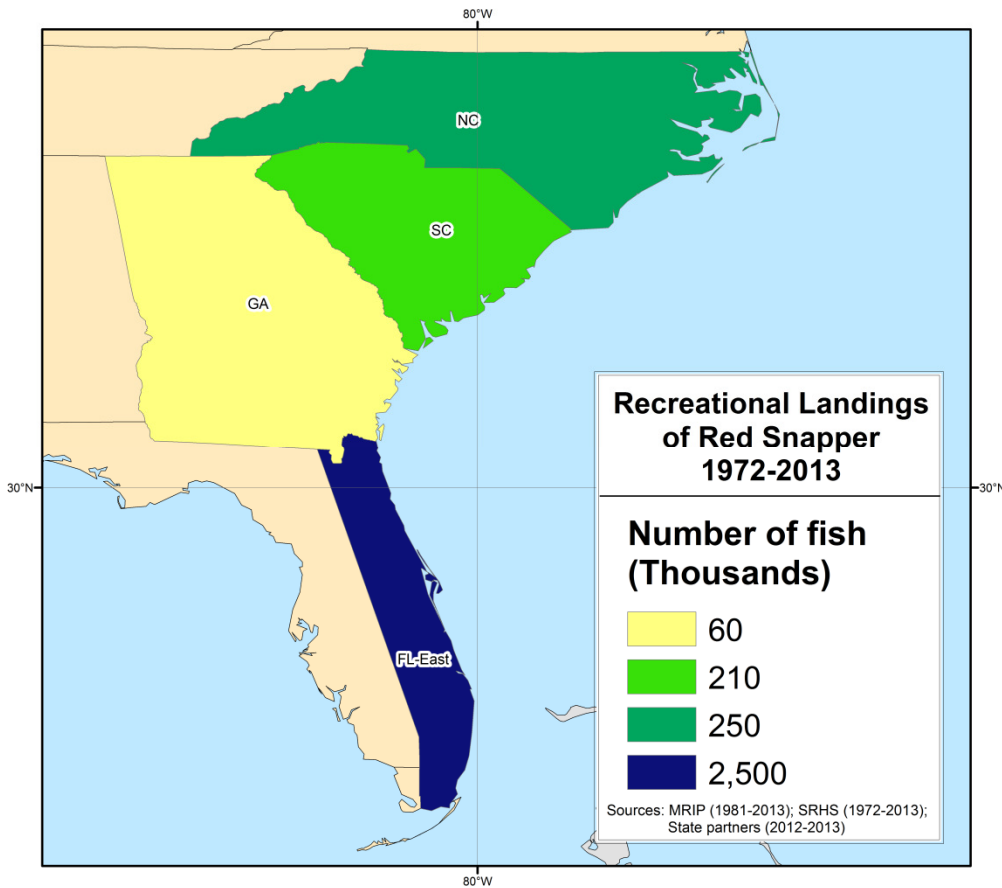 80°W
NC
SC
GA
30°N
30°N
FL-East
Recreational Landings
of Red Snapper
1972-2013
Number of fish
(Thousands)
60
210
250
2,500
Sources: MRIP (1981-2013); SRHS (1972-2013);
State partners (2012-2013)
80°W